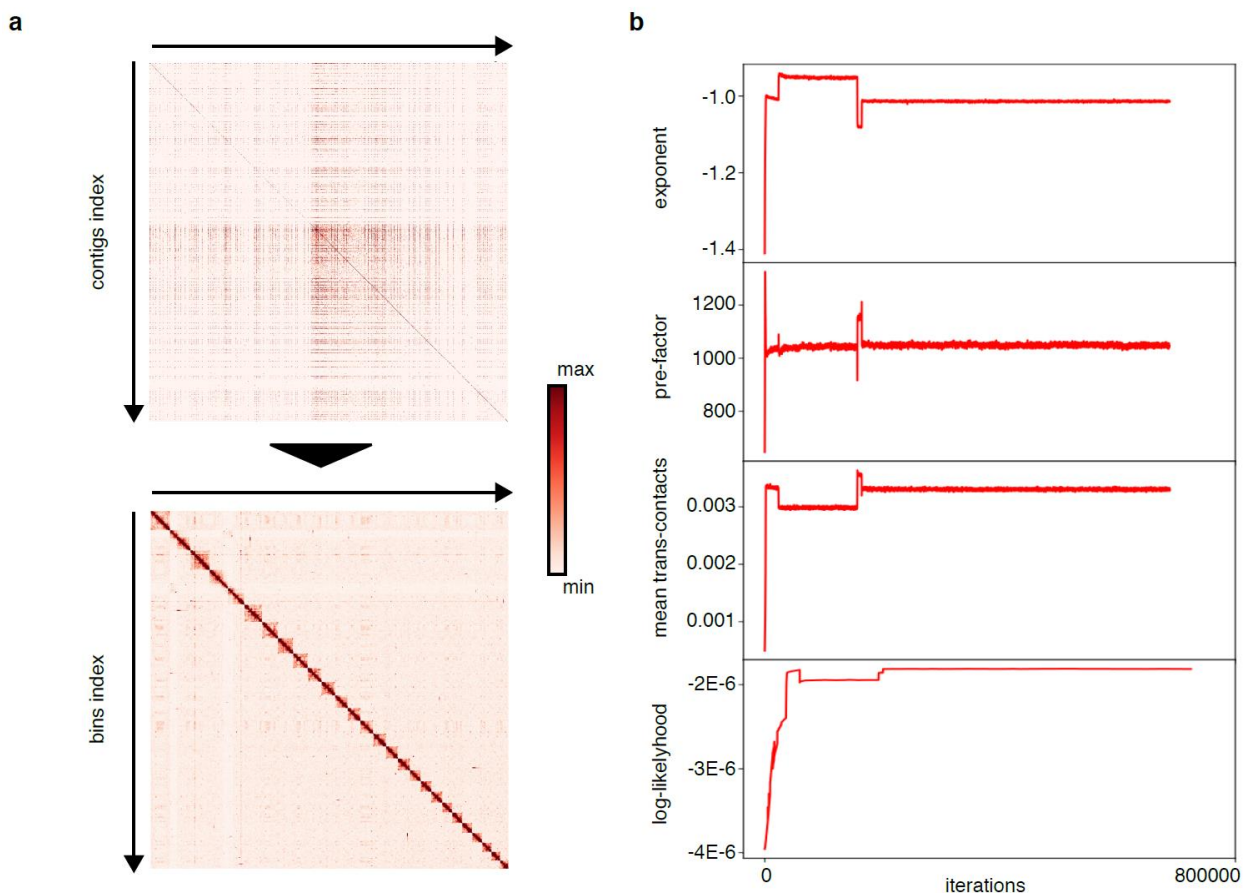 a
contigs index
max
min
bins index
b
exponent
-1.0
-1.2
-1.4
pre-factor
1200
1000
800
mean trans-contacts
0.003
0.002
0.001
log-likelyhood
-2E-6
-3E-6
-4E-6
0
800000
iterations